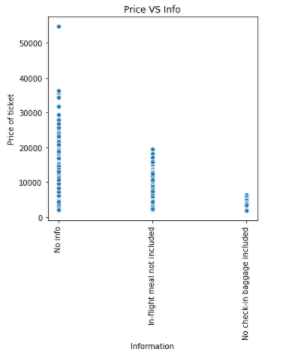 Price VS Info
50000
40000
30000
20000
10000
0
Price of ticket
No info
In-flight meal not included
No check-in baggage included
Information